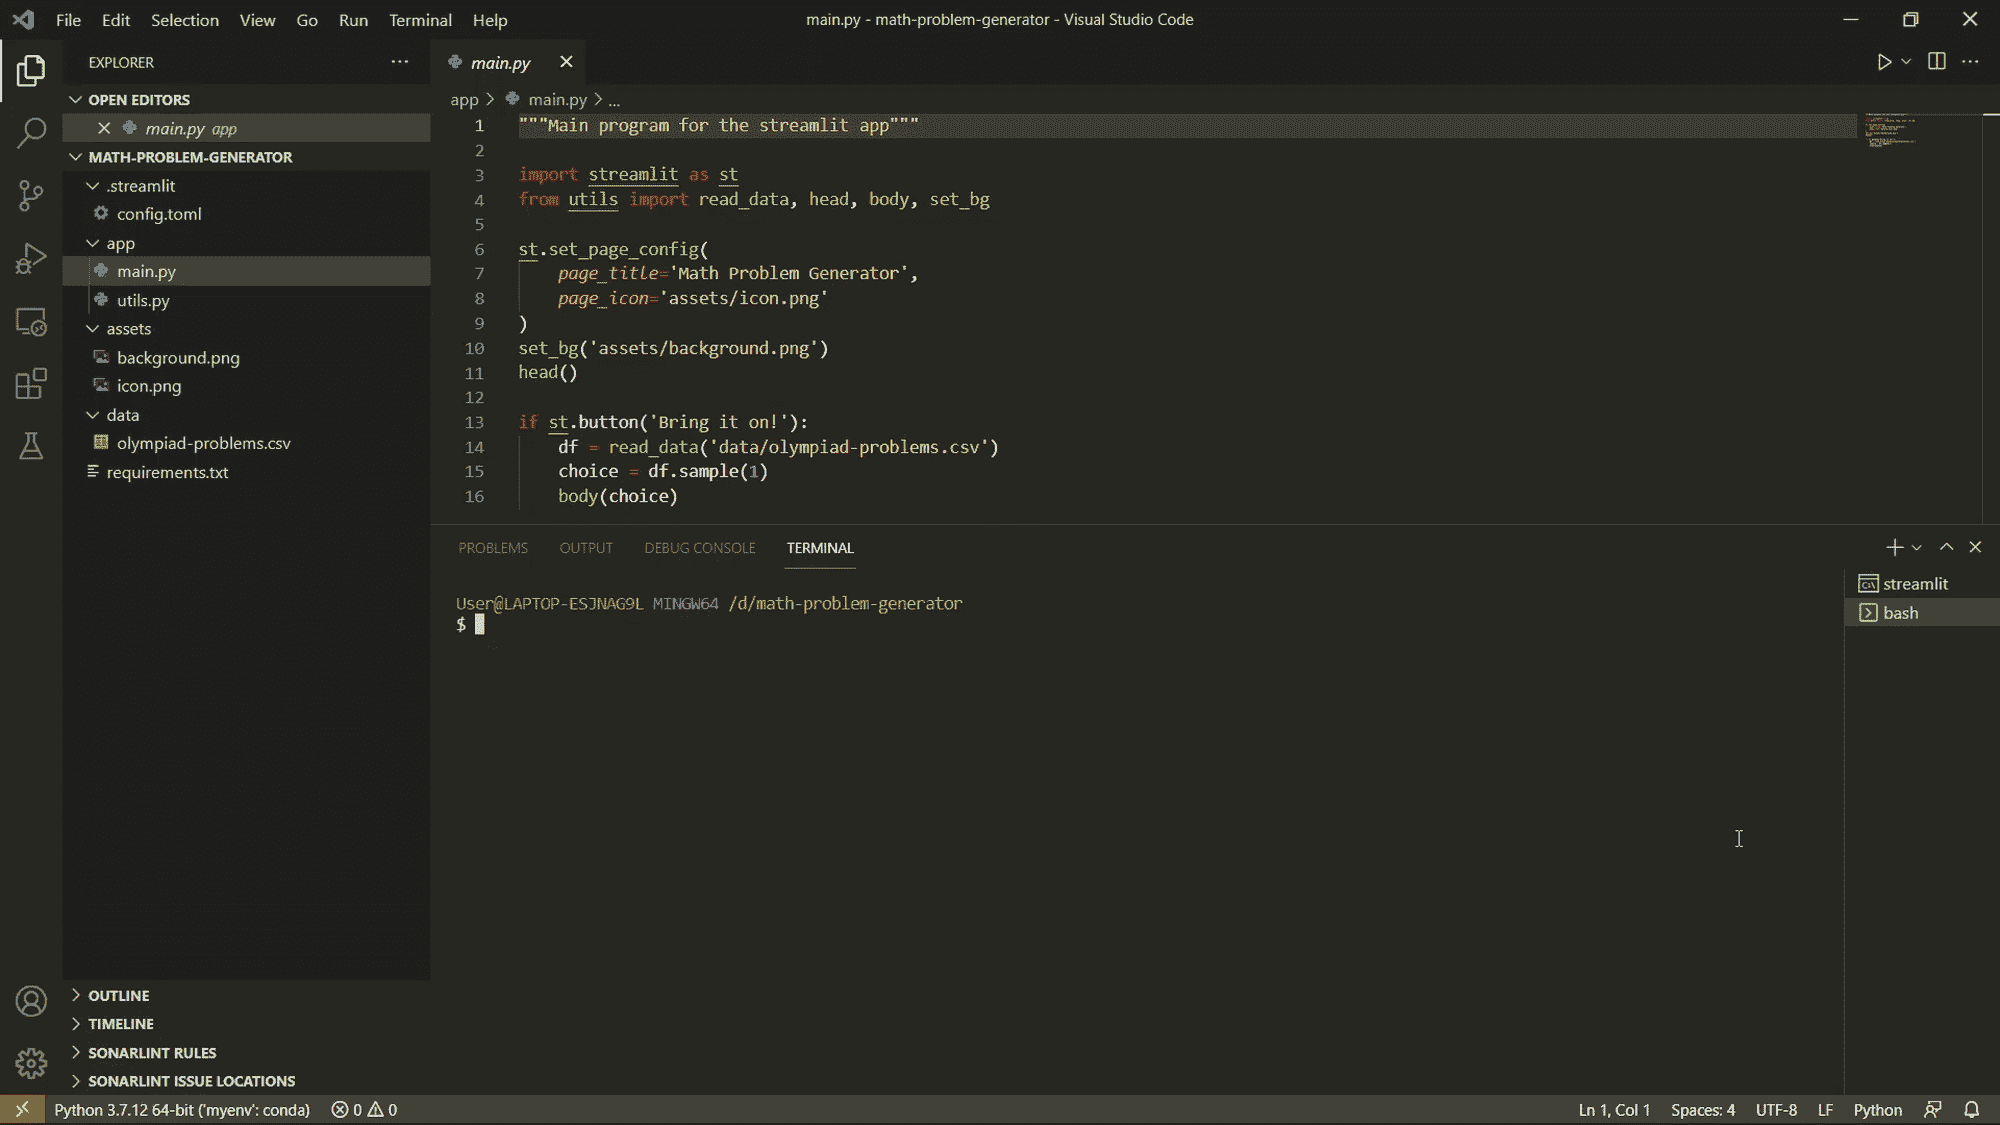 File Edit Selection View Go Run Terminal Help
main.py - math-problem-generator - Visual Studio Code
EXPLORER
OPEN EDITORS
main.py app
MATH-PROBLEM-GENERATOR
.streamlit
config.toml
app
main.py
utils.py
assets
background.png
icon.png
data
olympiad-problems.csv
requirements.txt
OUTLINE
TIMELINE
SONARLINT RULES
SONARLINT ISSUE LOCATIONS
main.py
app > main.py > ...
1 """Main program for the streamlit app"""
2
3 import streamlit as st
4 from utils import read_data, head, body, set_bg
5
6 st.set_page_config(
7 page_title='Math Problem Generator',
8 page_icon='assets/icon.png'
9 )
10 set_bg('assets/background.png')
11 head()
12
13 if st.button('Bring it on!'):
14 df = read_data('data/olympiad-problems.csv')
15 choice = df.sample(1)
16 body(choice)
PROBLEMS OUTPUT DEBUG CONSOLE TERMINAL
User@LAPTOP-ESJNAG9L MINGW64 /d/math-problem-generator
$
streamlit
bash
Python 3.7.12 64-bit ('myenv': conda) 0 0 Ln 1, Col 1 Spaces: 4 UTF-8 LF Python